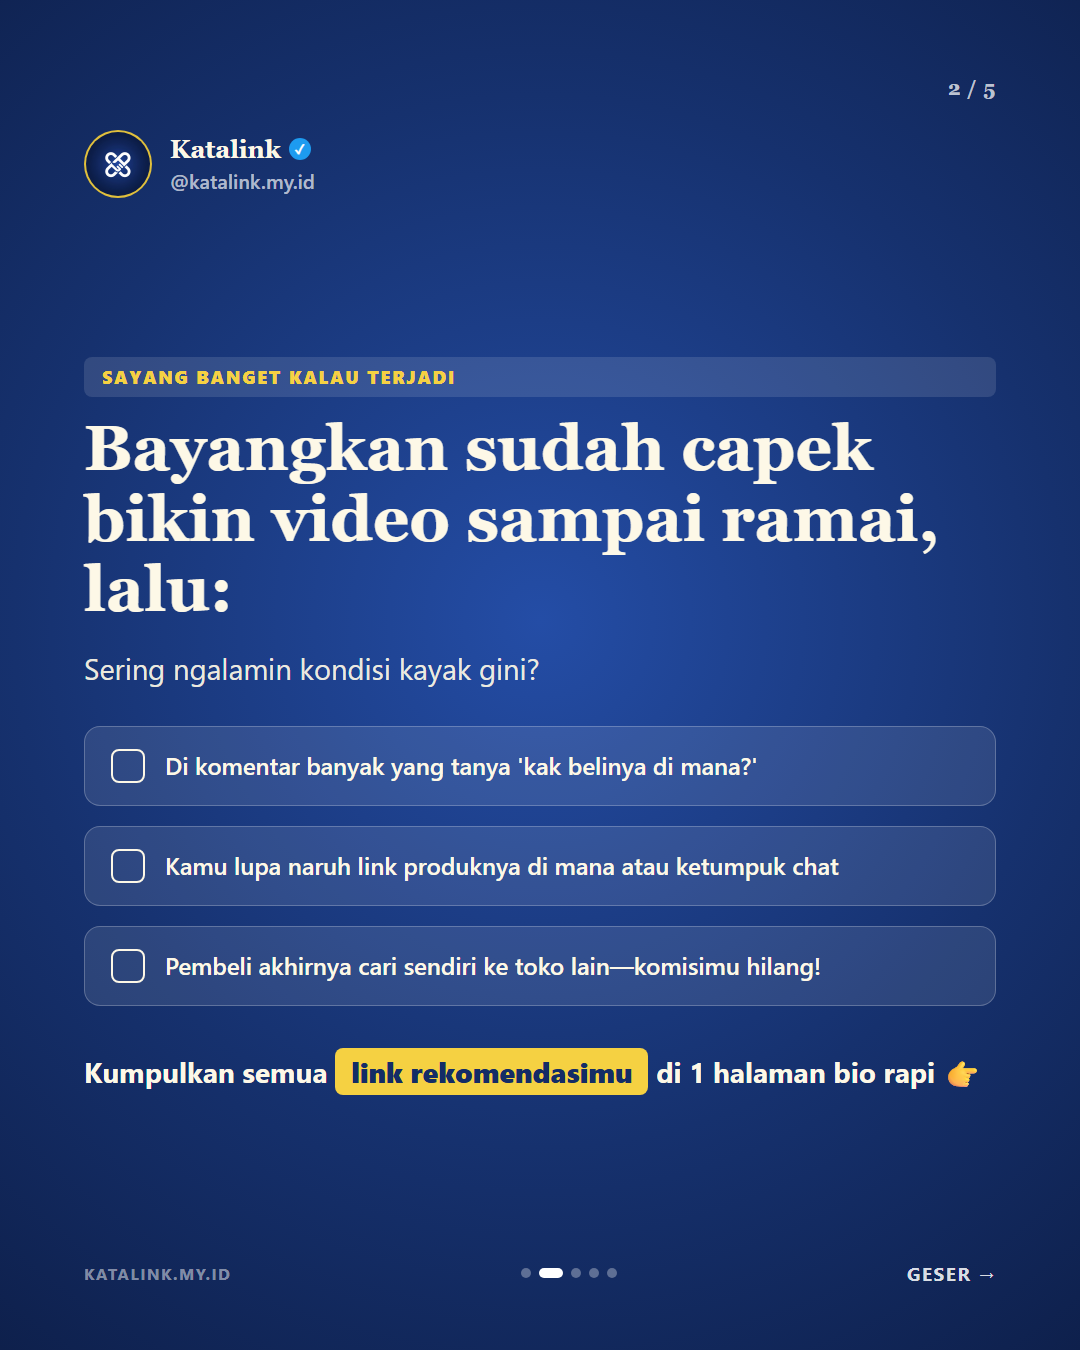 2 / 5
Katalink
@katalink.my.id
SAYANG BANGET KALAU TERJADI
Bayangkan sudah capek
bikin video sampai ramai,
lalu:
Sering ngalamin kondisi kayak gini?
Di komentar banyak yang tanya 'kak belinya di mana?'
Kamu lupa naruh link produknya di mana atau ketumpuk chat
Pembeli akhirnya cari sendiri ke toko lain—komisimu hilang!
Kumpulkan semua link rekomendasimu di 1 halaman bio rapi 👉
KATALINK.MY.ID
GESER →